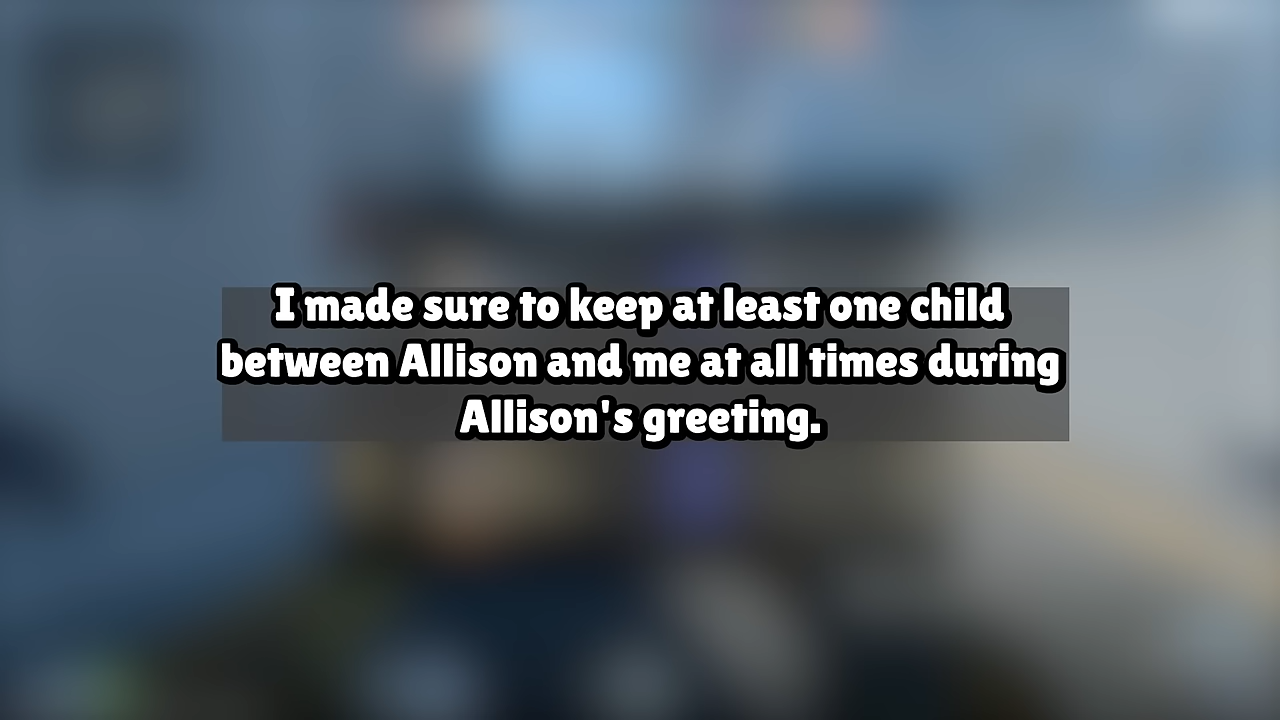 I made sure to keep at least one child
between Allison and me at all times during
Allison's greeting.